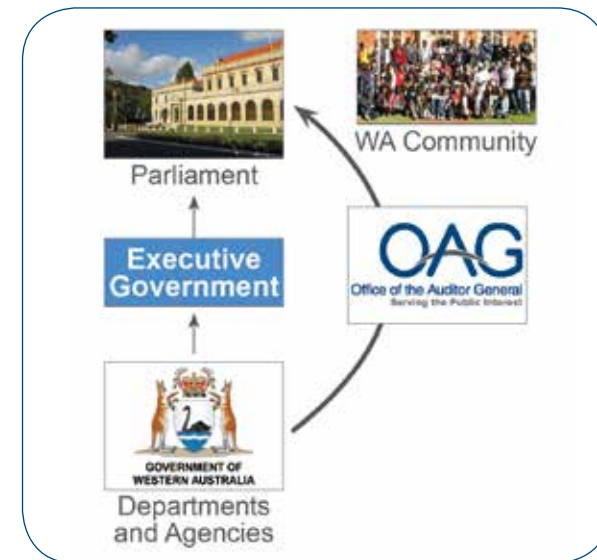 Parliament
WA Community
Executive
Government
OAG
Office of the Auditor General
Serving the Public Interest
GOVERNMENT OF
WESTERN AUSTRALIA
Departments
and Agencies